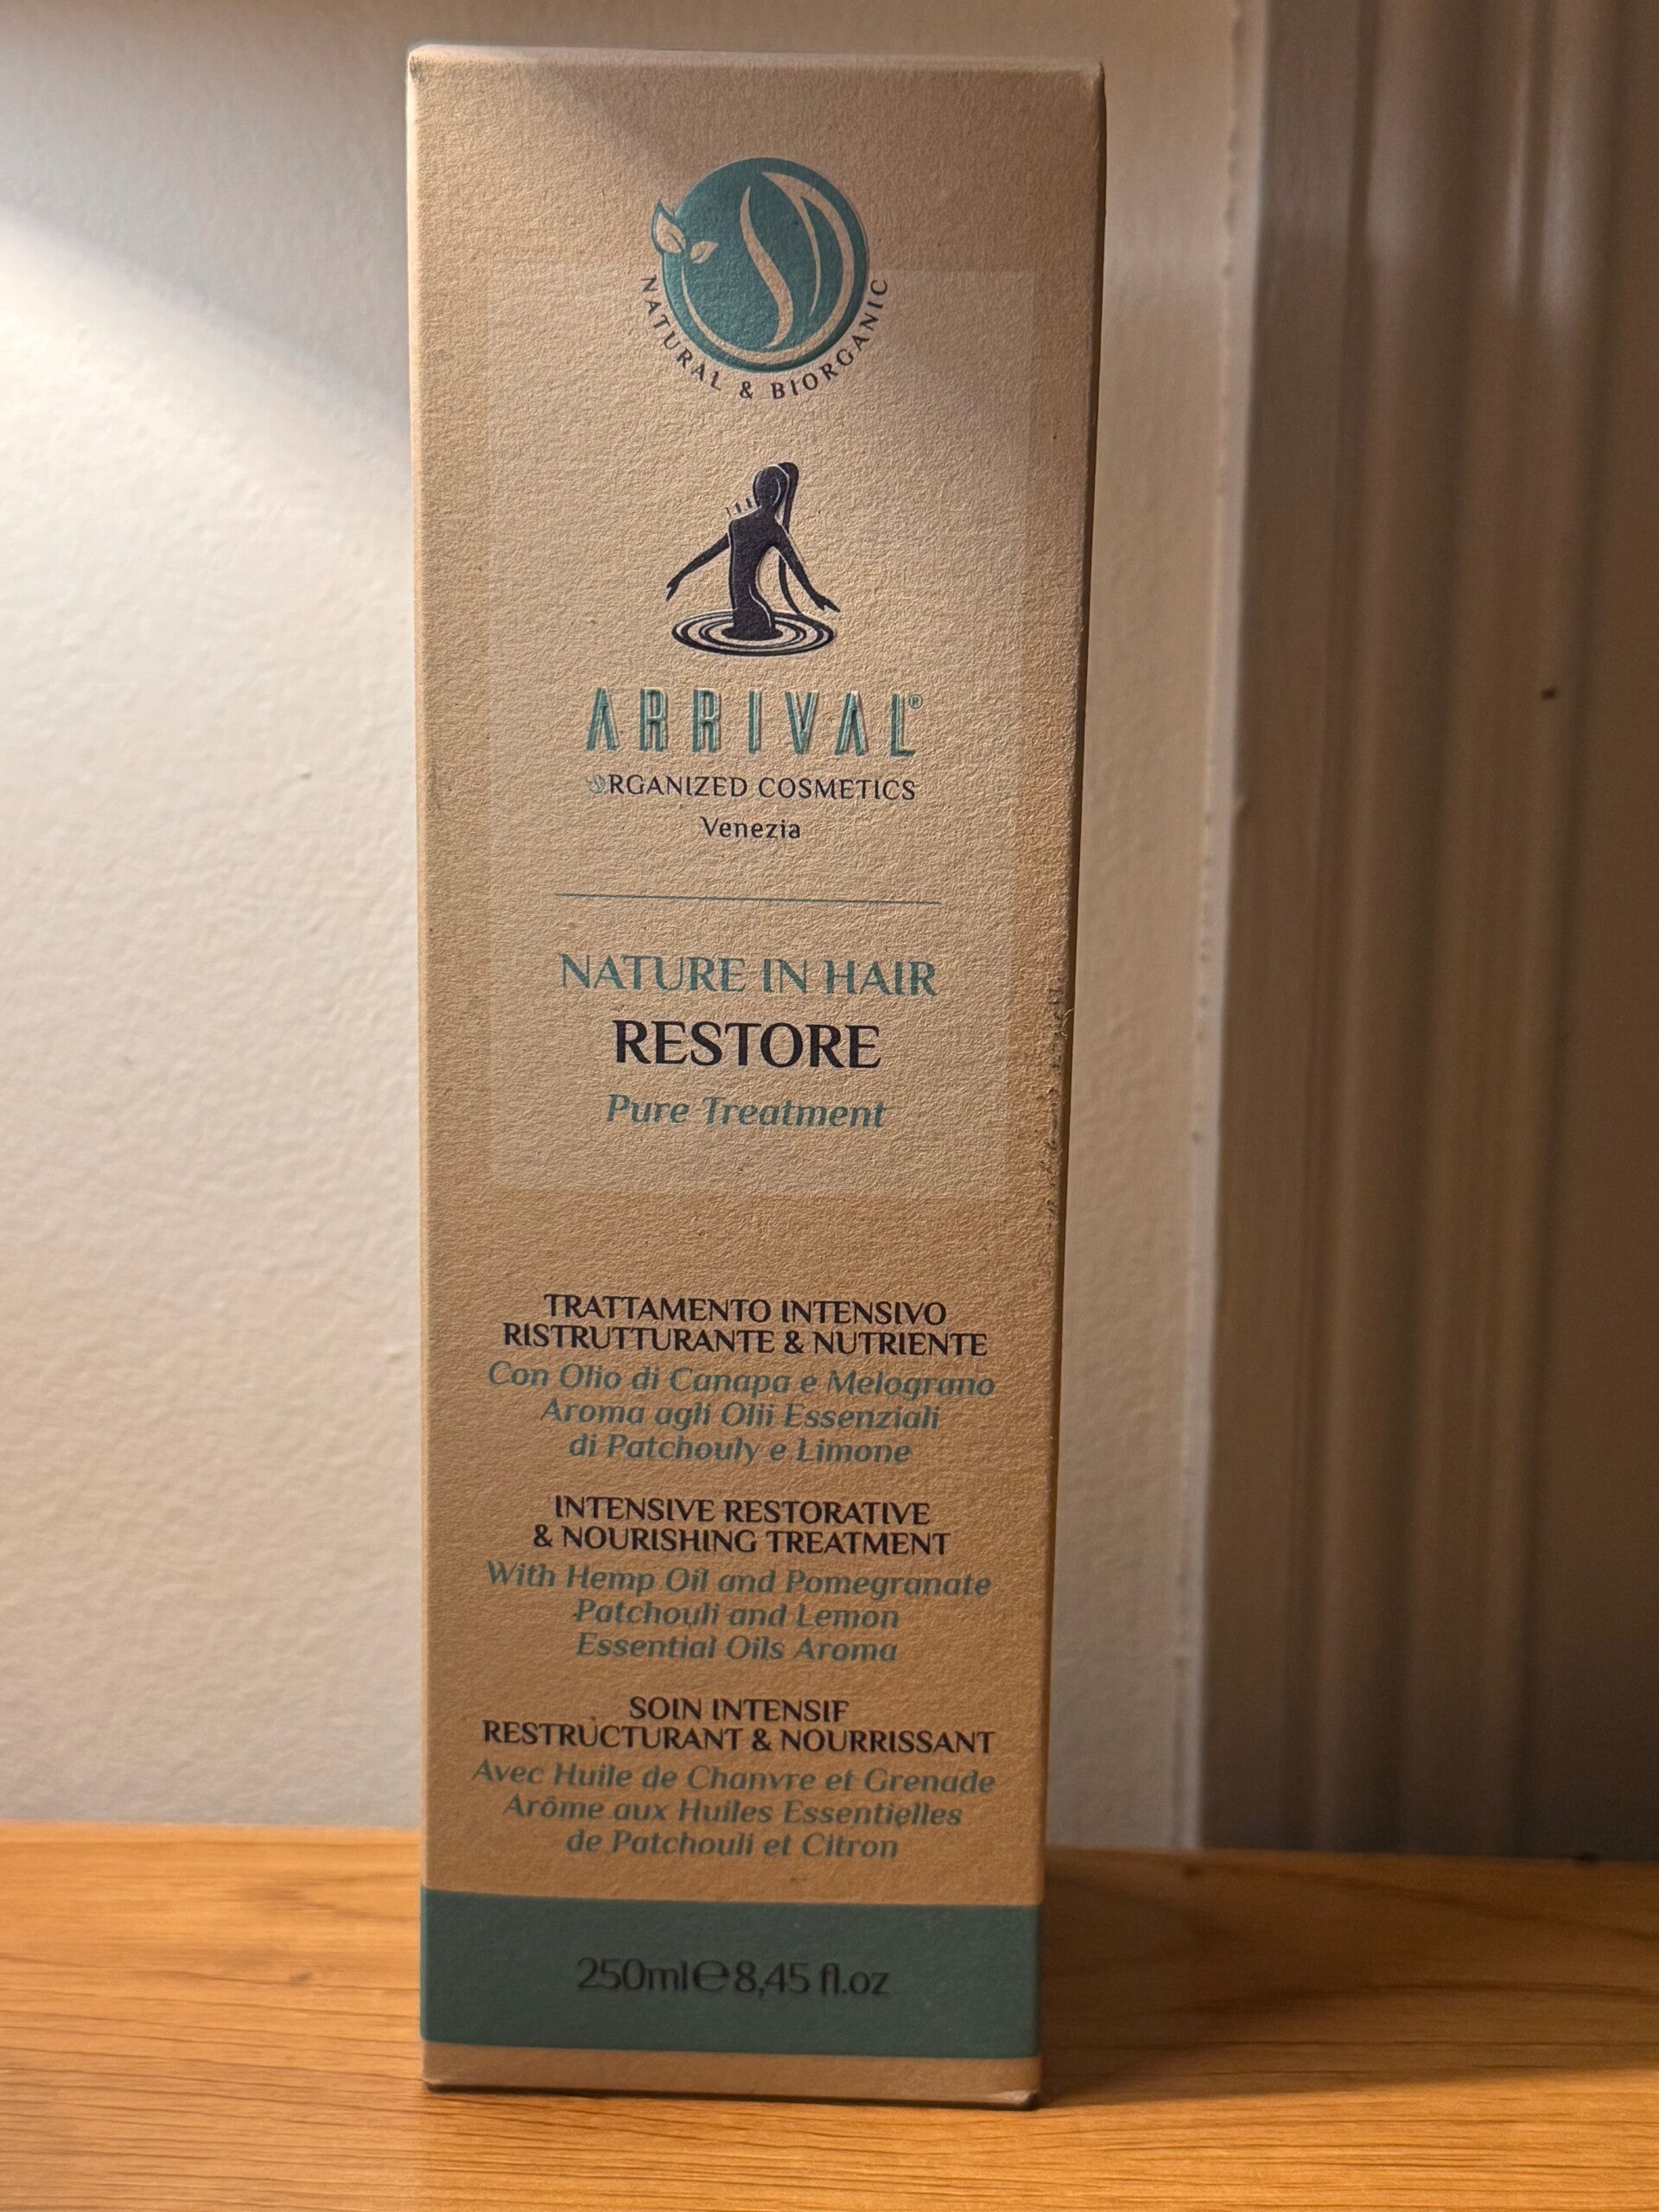 NATURAL & BIORGANIC
ARRIVAL®
ORGANIZED COSMETICS
Venezia
NATURE IN HAIR
RESTORE
Pure Treatment
TRATTAMENTO INTENSIVO
RISTRUTTURANTE & NUTRIENTE
Con Olio di Canapa e Melograno
Aroma agli Olii Essenziali
di Patchouly e Limone
INTENSIVE RESTORATIVE
& NOURISHING TREATMENT
With Hemp Oil and Pomegranate
Patchouli and Lemon
Essential Oils Aroma
SOIN INTENSIF
RESTRUCTURANT & NOURRISSANT
Avec Huile de Chanvre et Grenade
Arôme aux Huiles Essentielles
de Patchouli et Citron
250ml℮8,45 fl.oz